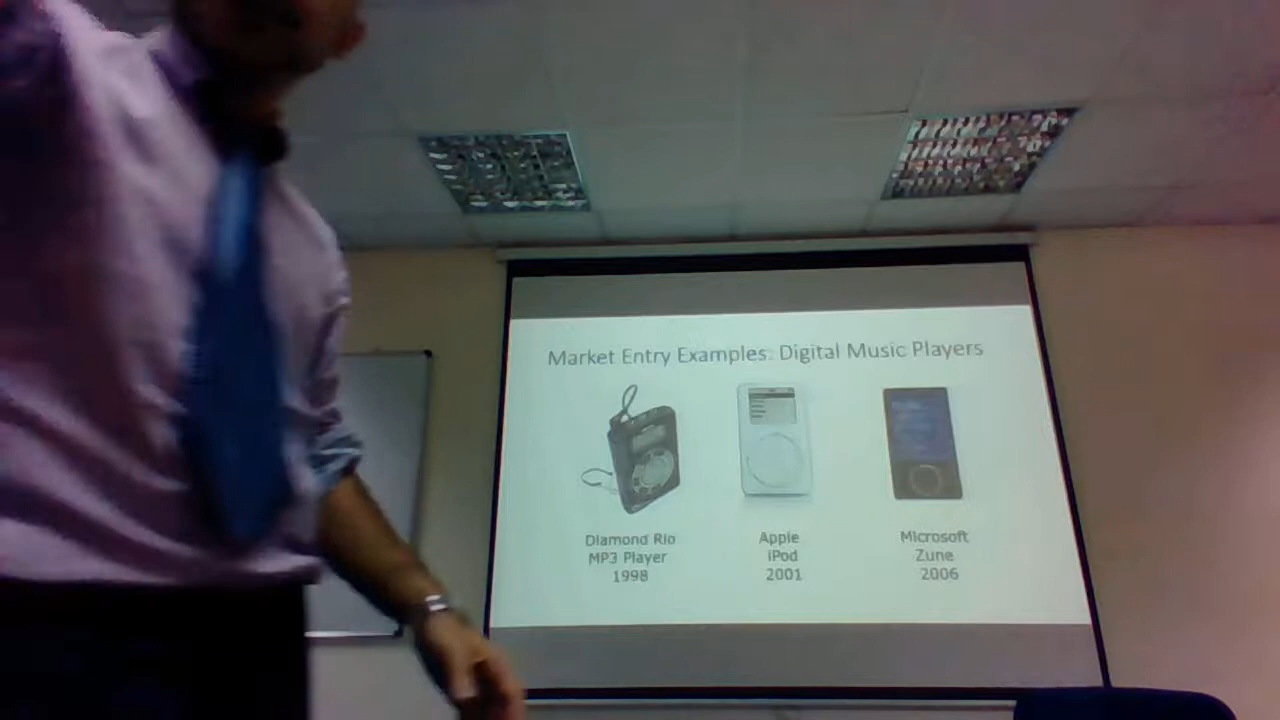 Market Entry Examples: Digital Music Players
Diamond Rio
MP3 Player
1998
Apple
iPod
2001
Microsoft
Zune
2006